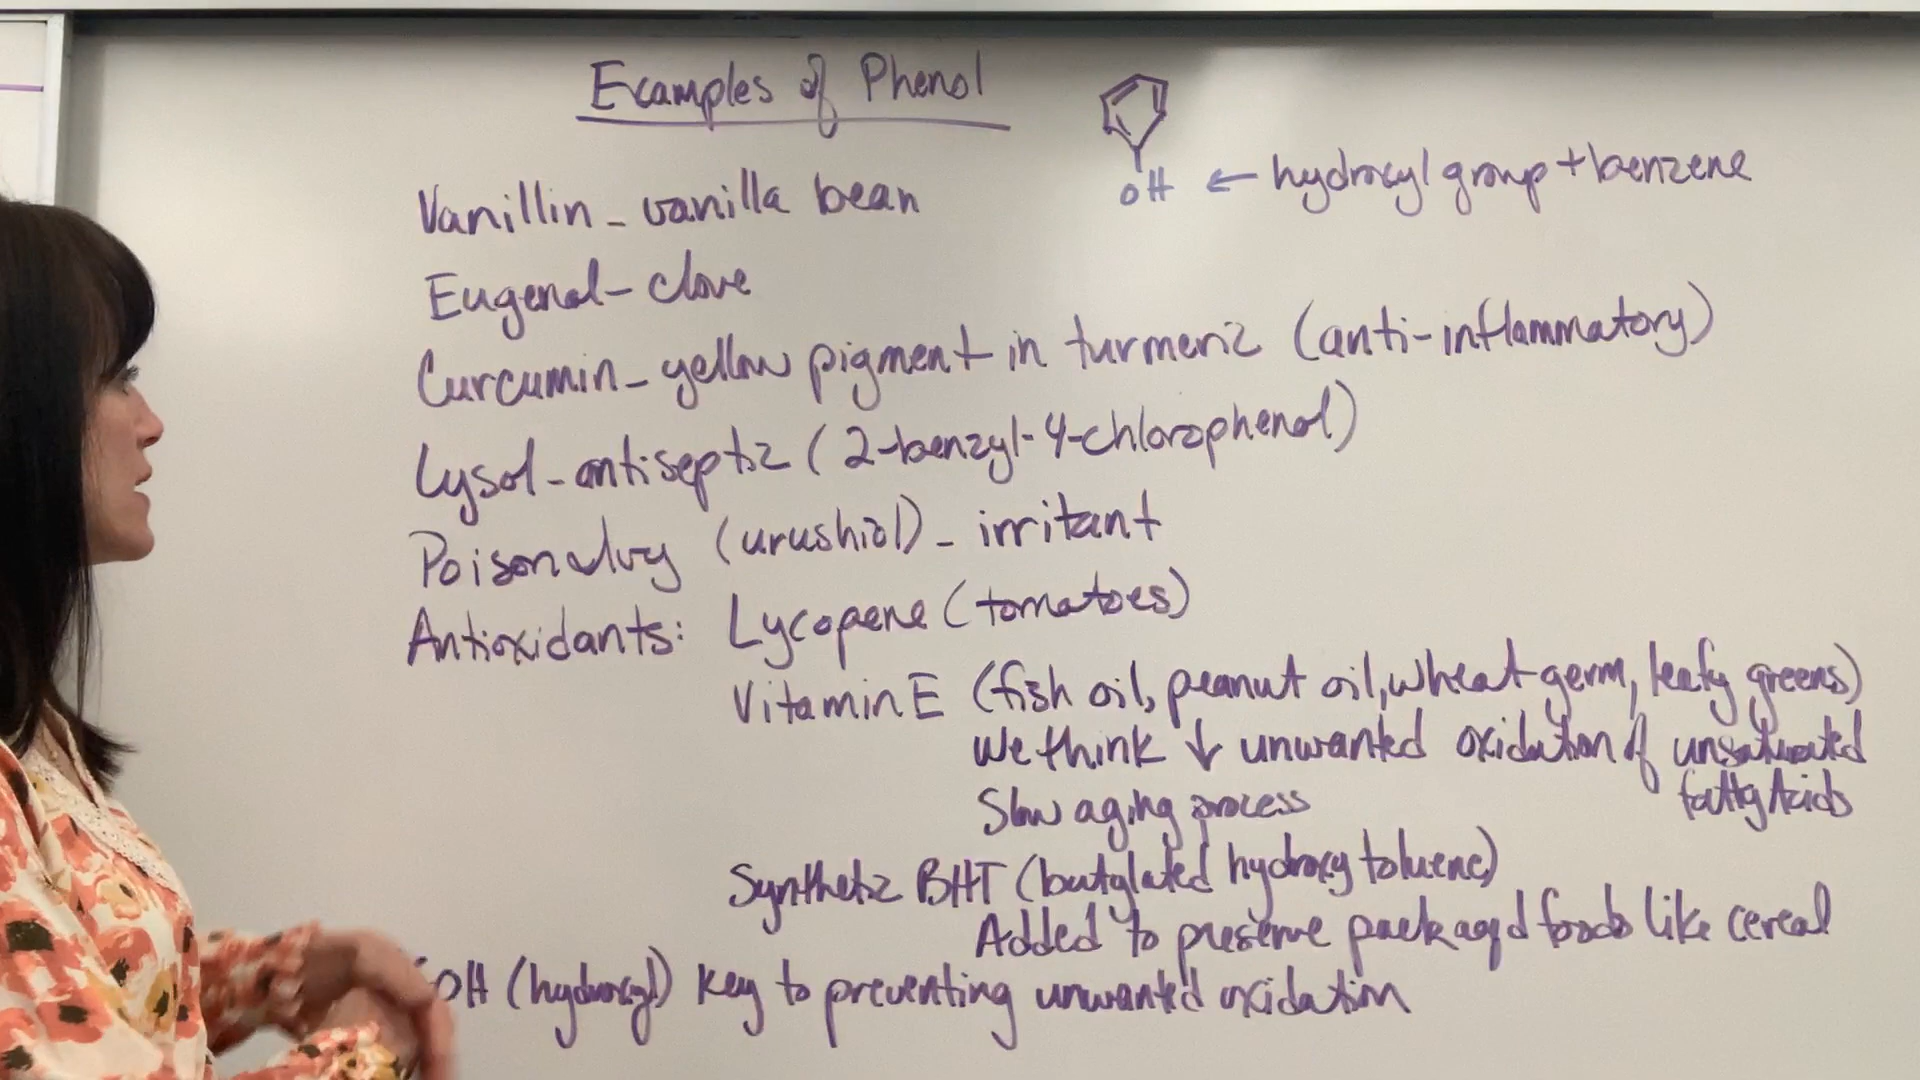 Examples of Phenol
OH ← hydroxyl group + benzene
Vanillin - vanilla bean
Eugenol - clove
Curcumin - yellow pigment in turmeric (anti-inflammatory)
Lysol - antiseptic (2-benzyl-4-chlorophenol)
Poison Ivy (urushiol) - irritant
Antioxidants: Lycopene (tomatoes)
Vitamin E (fish oil, peanut oil, wheat germ, leafy greens)
We think ↓ unwanted oxidation of unsaturated
fatty Acids
Slow aging process
Synthetic BHT (butylated hydroxy toluene)
Added to preserve packaged foods like cereal
OH (hydroxyl) key to preventing unwanted oxidation